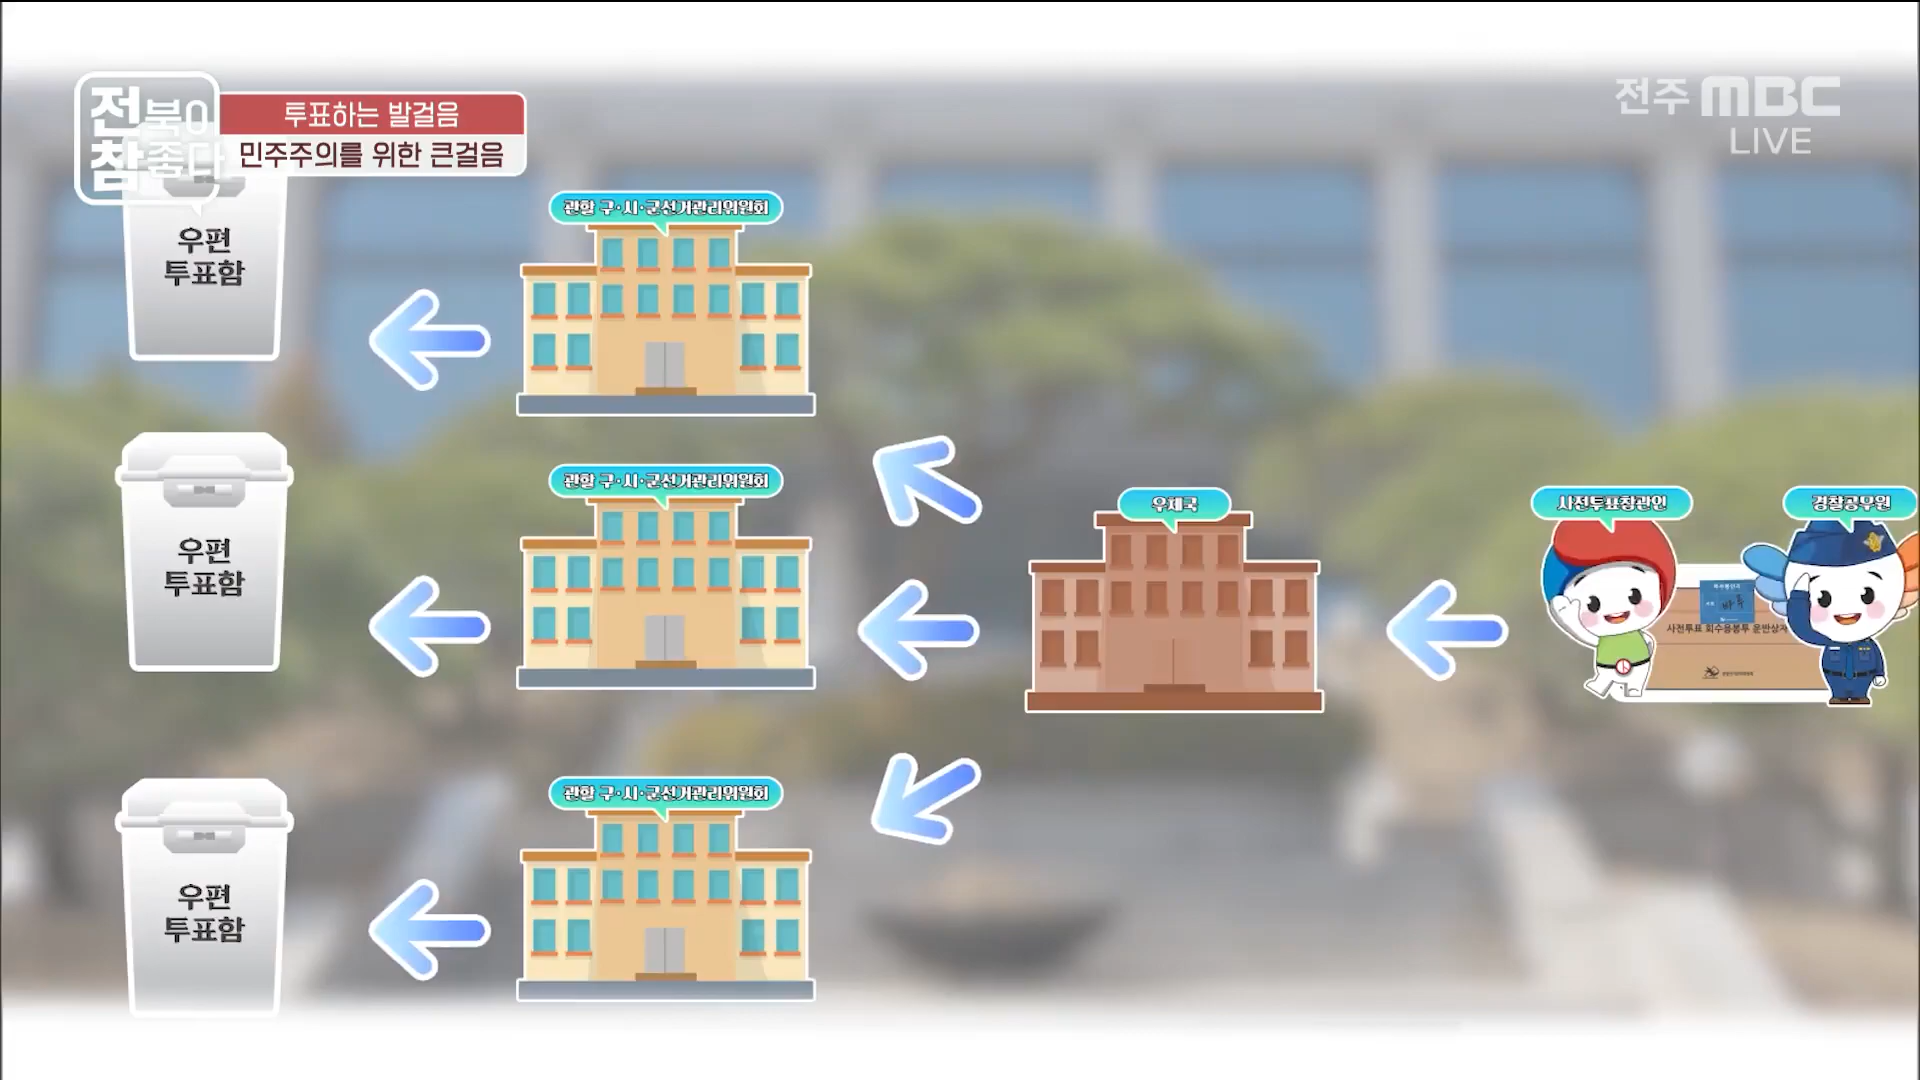 전북이
참좋다
투표하는 발걸음
민주주의를 위한 큰걸음
전주 MBC
LIVE
우편
투표함
관할 구·시·군선거관리위원회
우편
투표함
관할 구·시·군선거관리위원회
우체국
사전투표참관인
경찰공무원
사전투표 회수용봉투 운반상자
우편
투표함
관할 구·시·군선거관리위원회